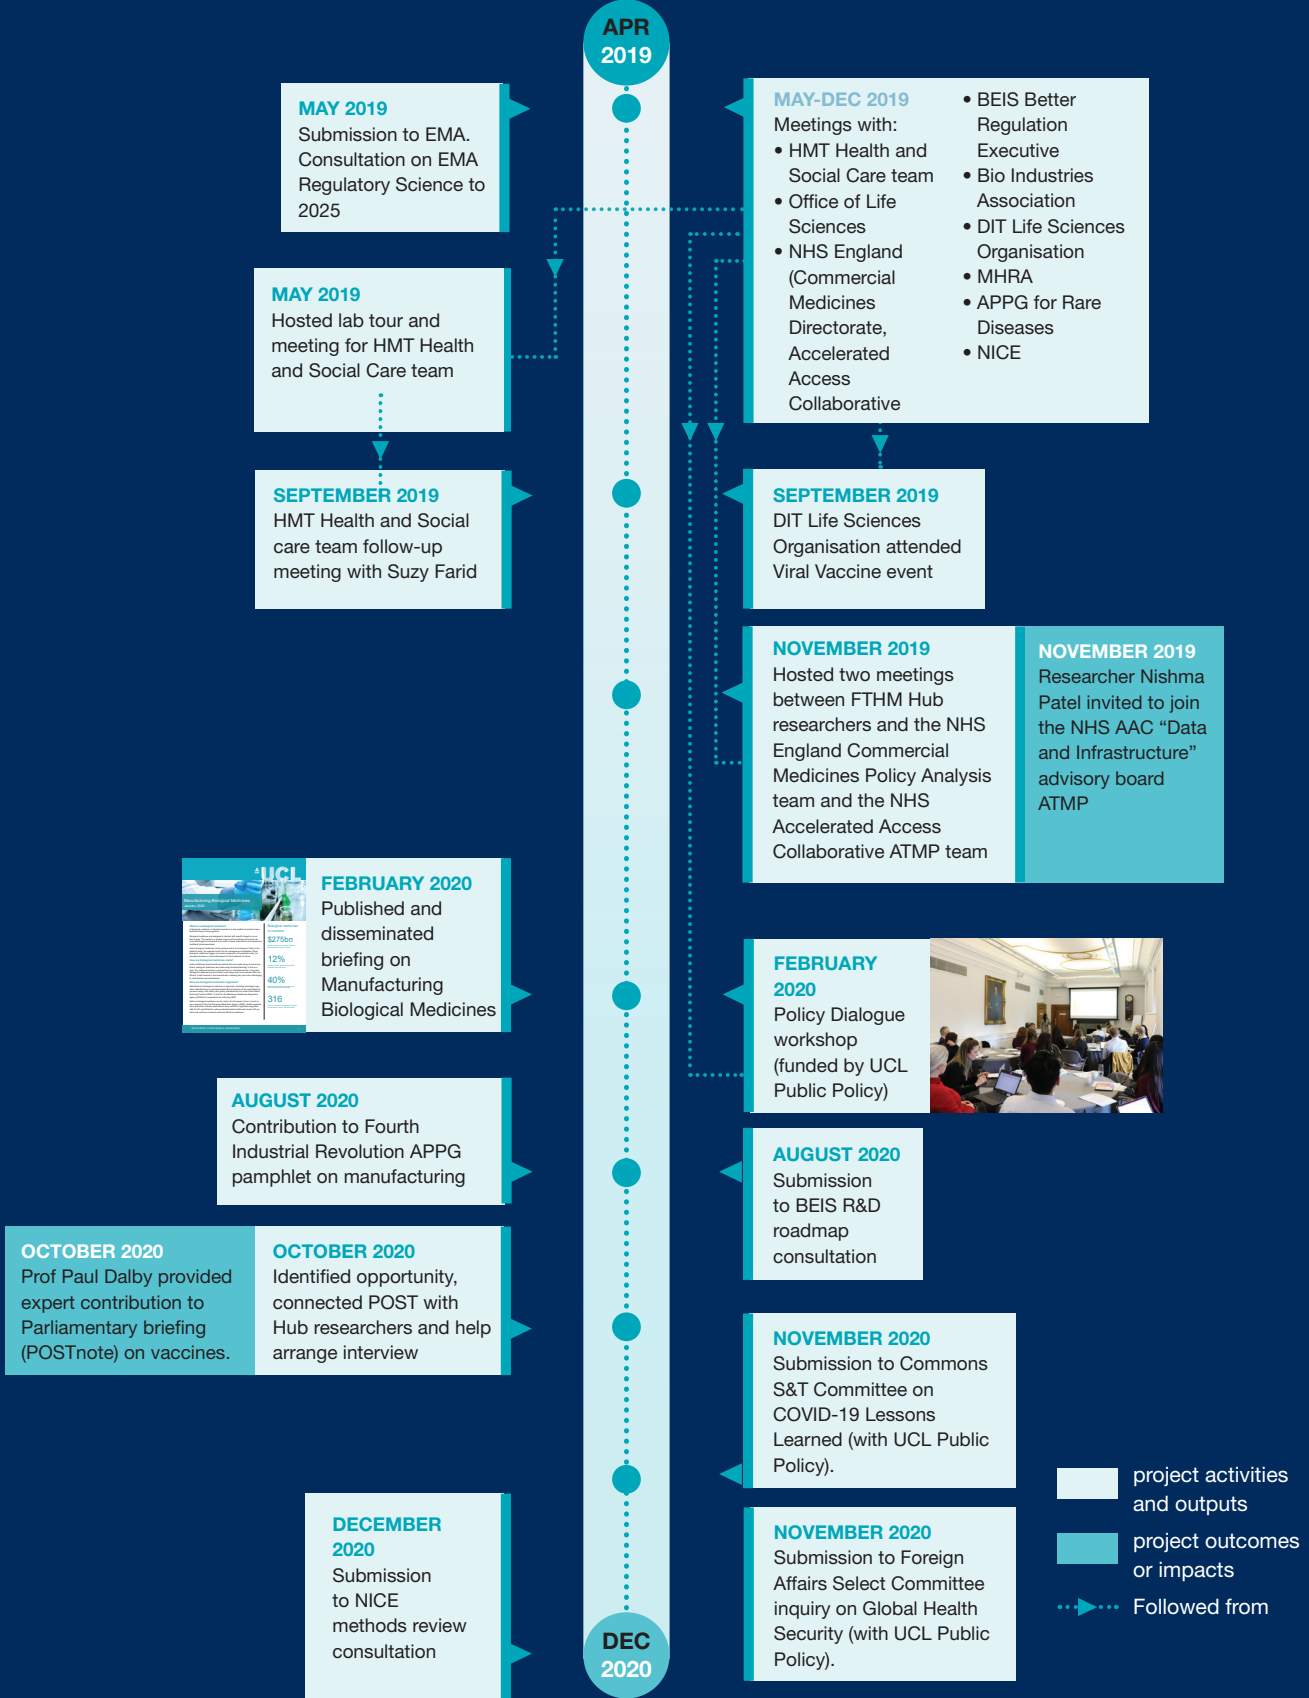 APR
2019
MAY 2019
Submission to EMA.
Consultation on EMA
Regulatory Science to
2025
MAY-DEC 2019
Meetings with:
• HMT Health and
Social Care team
• Office of Life
Sciences
• NHS England
(Commercial
Medicines
Directorate,
Accelerated
Access
Collaborative
• BEIS Better
Regulation
Executive
• Bio Industries
Association
• DIT Life Sciences
Organisation
• MHRA
• APPG for Rare
Diseases
• NICE
MAY 2019
Hosted lab tour and
meeting for HMT Health
and Social Care team
SEPTEMBER 2019
HMT Health and Social
care team follow-up
meeting with Suzy Farid
SEPTEMBER 2019
DIT Life Sciences
Organisation attended
Viral Vaccine event
NOVEMBER 2019
Hosted two meetings
between FTHM Hub
researchers and the NHS
England Commercial
Medicines Policy Analysis
team and the NHS
Accelerated Access
Collaborative ATMP team
NOVEMBER 2019
Researcher Nishma
Patel invited to join
the NHS AAC “Data
and Infrastructure”
advisory board
ATMP
UCL
Manufacturing Biological Medicines
$275bn
12%
40%
316
FEBRUARY 2020
Published and
disseminated
briefing on
Manufacturing
Biological Medicines
FEBRUARY
2020
Policy Dialogue
workshop
(funded by UCL
Public Policy)
AUGUST 2020
Contribution to Fourth
Industrial Revolution APPG
pamphlet on manufacturing
AUGUST 2020
Submission
to BEIS R&D
roadmap
consultation
OCTOBER 2020
Prof Paul Dalby provided
expert contribution to
Parliamentary briefing
(POSTnote) on vaccines.
OCTOBER 2020
Identified opportunity,
connected POST with
Hub researchers and help
arrange interview
NOVEMBER 2020
Submission to Commons
S&T Committee on
COVID-19 Lessons
Learned (with UCL Public
Policy).
DECEMBER
2020
Submission
to NICE
methods review
consultation
NOVEMBER 2020
Submission to Foreign
Affairs Select Committee
inquiry on Global Health
Security (with UCL Public
Policy).
DEC
2020
project activities
and outputs
project outcomes
or impacts
Followed from